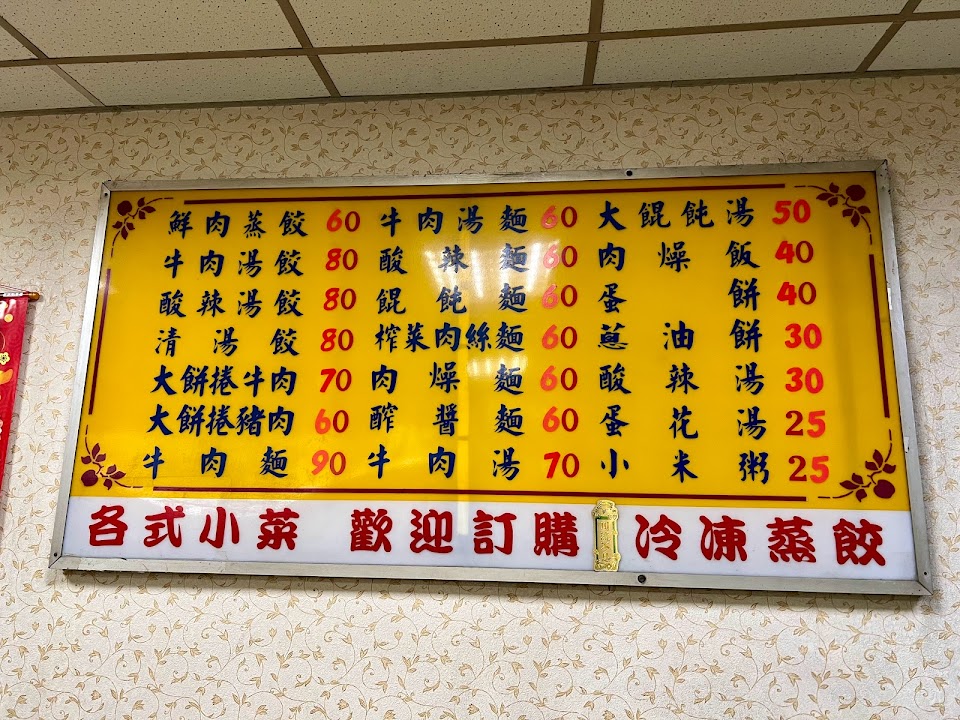 鮮肉蒸餃 60 牛肉湯麵 60 大餛飩湯 50
牛肉湯餃 80 酸辣麵 60 肉燥飯 40
酸辣湯餃 80 餛飩麵 60 蛋餅 40
清湯餃 80 榨菜肉絲麵 60 蔥油餅 30
大餅捲牛肉 70 肉燥麵 60 酸辣湯 30
大餅捲豬肉 60 醡醬麵 60 蛋花湯 25
牛肉麵 90 牛肉湯 70 小米粥 25
各式小菜 歡迎訂購 冷凍蒸餃